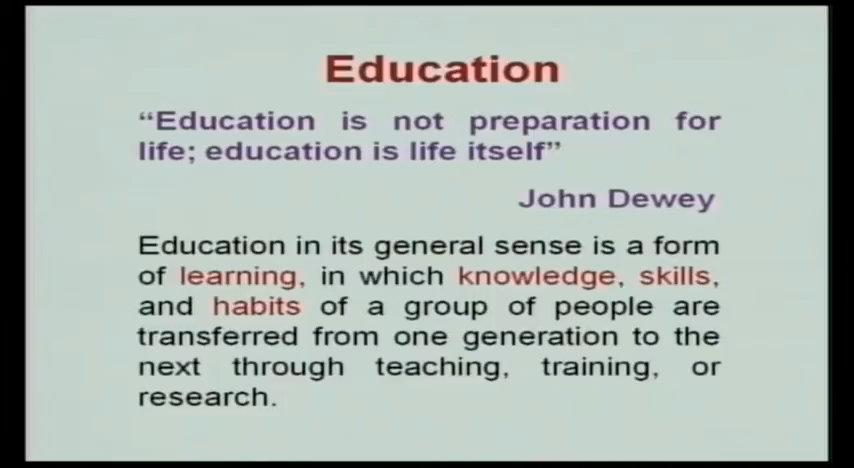 Education
“Education is not preparation for
life; education is life itself”
John Dewey
Education in its general sense is a form
of learning, in which knowledge, skills,
and habits of a group of people are
transferred from one generation to the
next through teaching, training, or
research.